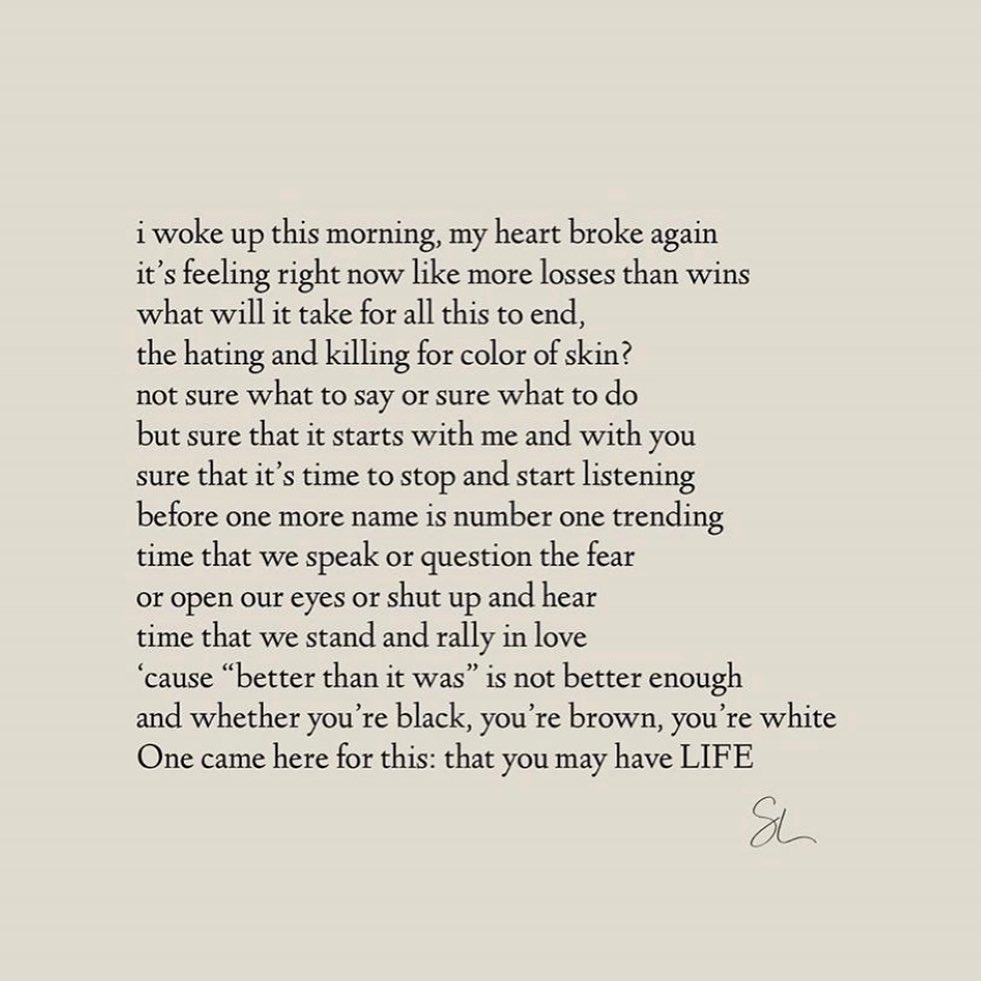 i woke up this morning, my heart broke again
it’s feeling right now like more losses than wins
what will it take for all this to end,
the hating and killing for color of skin?
not sure what to say or sure what to do
but sure that it starts with me and with you
sure that it’s time to stop and start listening
before one more name is number one trending
time that we speak or question the fear
or open our eyes or shut up and hear
time that we stand and rally in love
‘cause “better than it was” is not better enough
and whether you’re black, you’re brown, you’re white
One came here for this: that you may have LIFE
SL